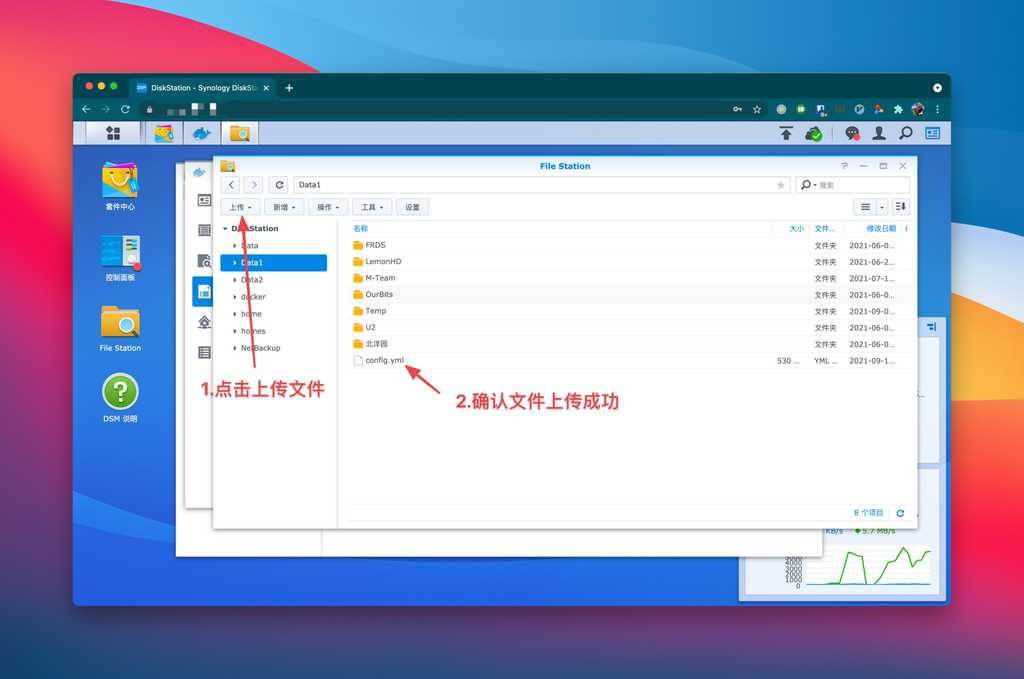 DSM
DiskStation - Synology DiskSta
File Station
Data1
搜索
上传
新增
操作
工具
设置
DiskStation
Data
Data1
Data2
docker
home
homes
NetBackup
名称
大小
文件...
修改日期
FRDS
文件夹
2021-06-0...
LemonHD
文件夹
2021-06-2...
M-Team
文件夹
2021-07-1...
OurBits
文件夹
2021-06-0...
Temp
文件夹
2021-09-0...
U2
文件夹
2021-06-0...
北洋园
文件夹
2021-06-0...
config.yml
530 ...
YML ...
2021-09-1...
1.点击上传文件
2.确认文件上传成功
8 个项目
套件中心
控制面板
File Station
DSM 说明
KB/s
5.7 MB/s
5000
4000
3000
2000
1000
0